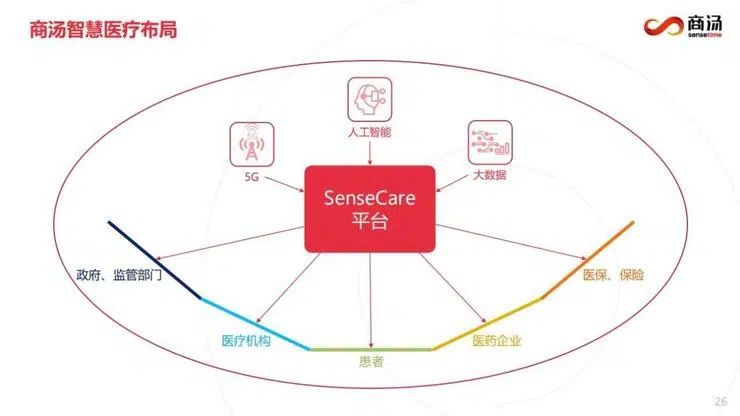 商汤智慧医疗布局
商汤
sensetime
5G
人工智能
5G
大数据
SenseCare
平台
政府、监管部门
医保、保险
医疗机构
医药企业
患者
26